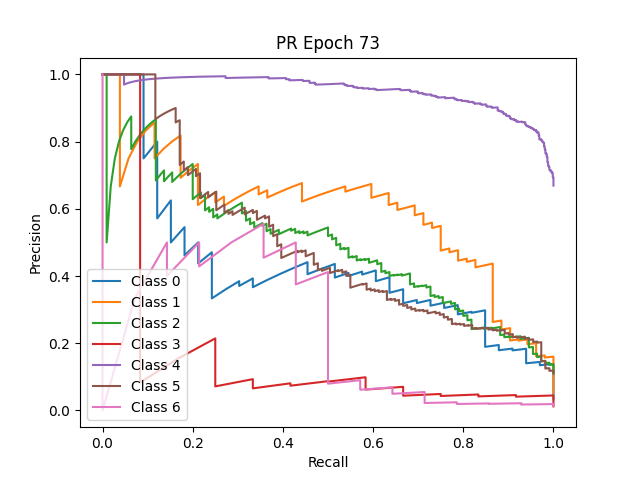 PR Epoch 73
1.0
0.8
0.6
0.4
0.2
0.0
Precision
Class 0
Class 1
Class 2
Class 3
Class 4
Class 5
Class 6
0.0 0.2 0.4 0.6 0.8 1.0
Recall